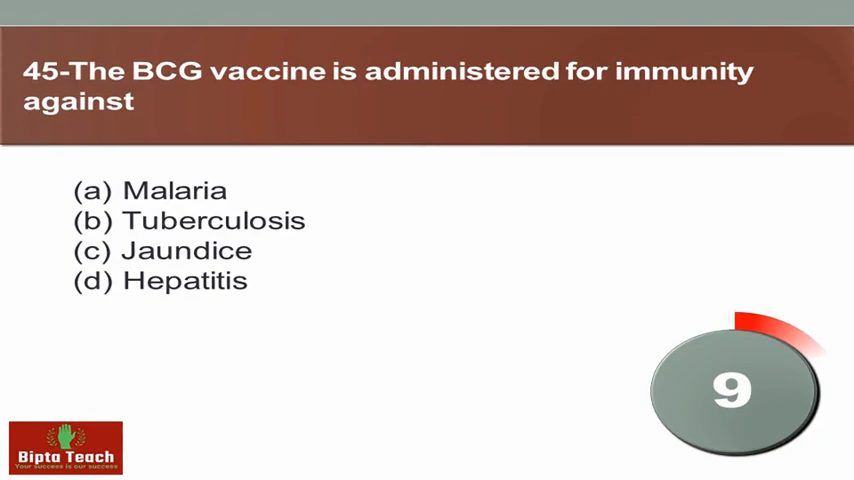 45-The BCG vaccine is administered for immunity
against
(a) Malaria
(b) Tuberculosis
(c) Jaundice
(d) Hepatitis
9
Bipta Teach
Your success is our success